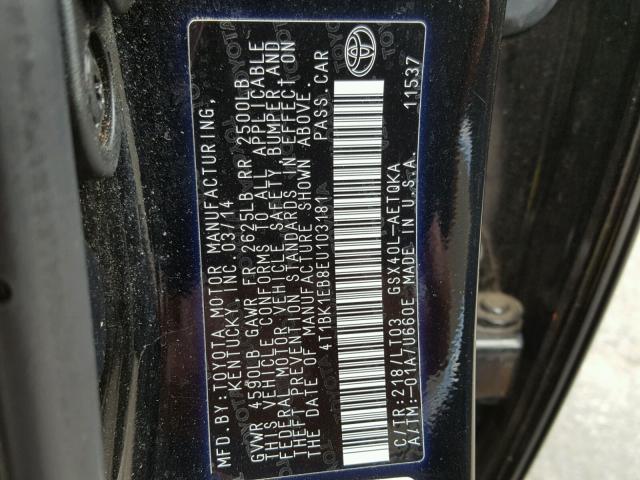 MFD.BY:TOYOTA MOTOR MANUFACTURING,
KENTUCKY, INC. 03/14
GVWR 4590LB GAWR FR 2625LB RR 2500LB
THIS VEHICLE CONFORMS TO ALL APPLICABLE
FEDERAL MOTOR VEHICLE SAFETY, BUMPER, AND
THEFT PREVENTION STANDARDS IN EFFECT ON
THE DATE OF MANUFACTURE SHOWN ABOVE.
4T1BK1EB8EU103181 PASS.CAR
C/TR:218/LT03 GSX40L-AETQKA
A/TM:-01A/U660E MADE IN U.S.A. 11537
TOYOTA